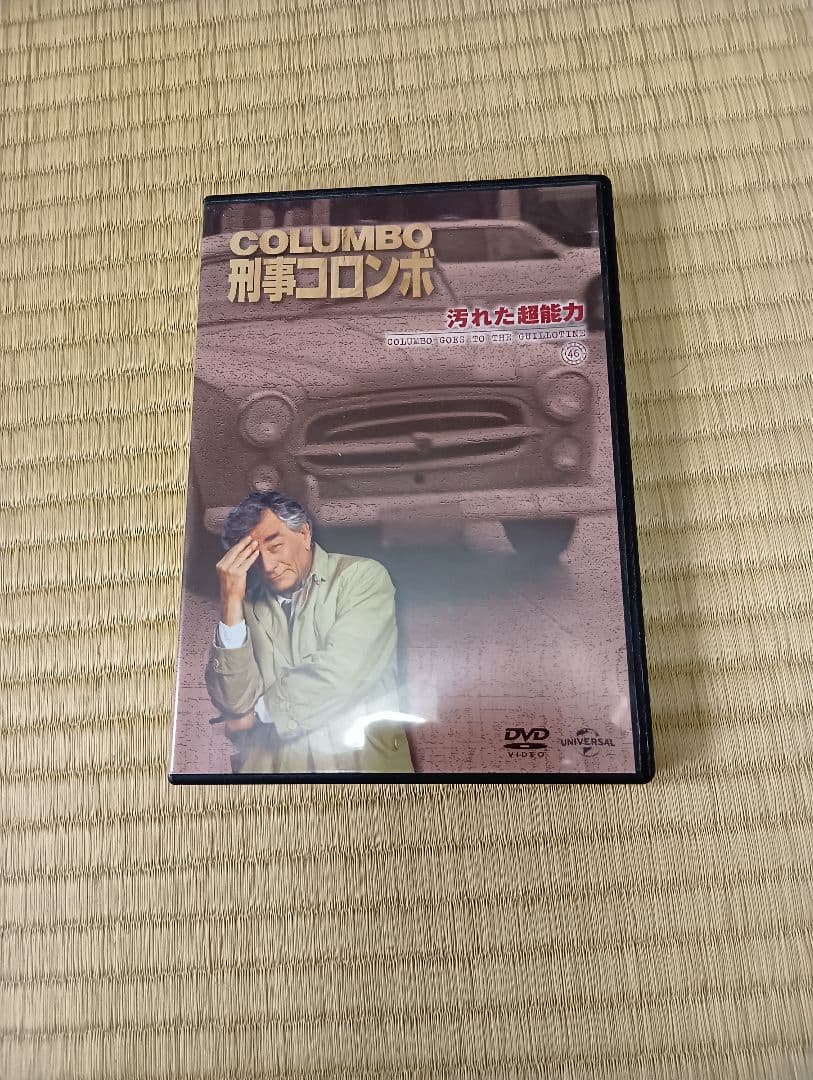 COLUMBO
刑事コロンボ
汚れた超能力
COLUMBO GOES TO THE GUILLOTINE
46
DVD
VIDEO
UNIVERSAL